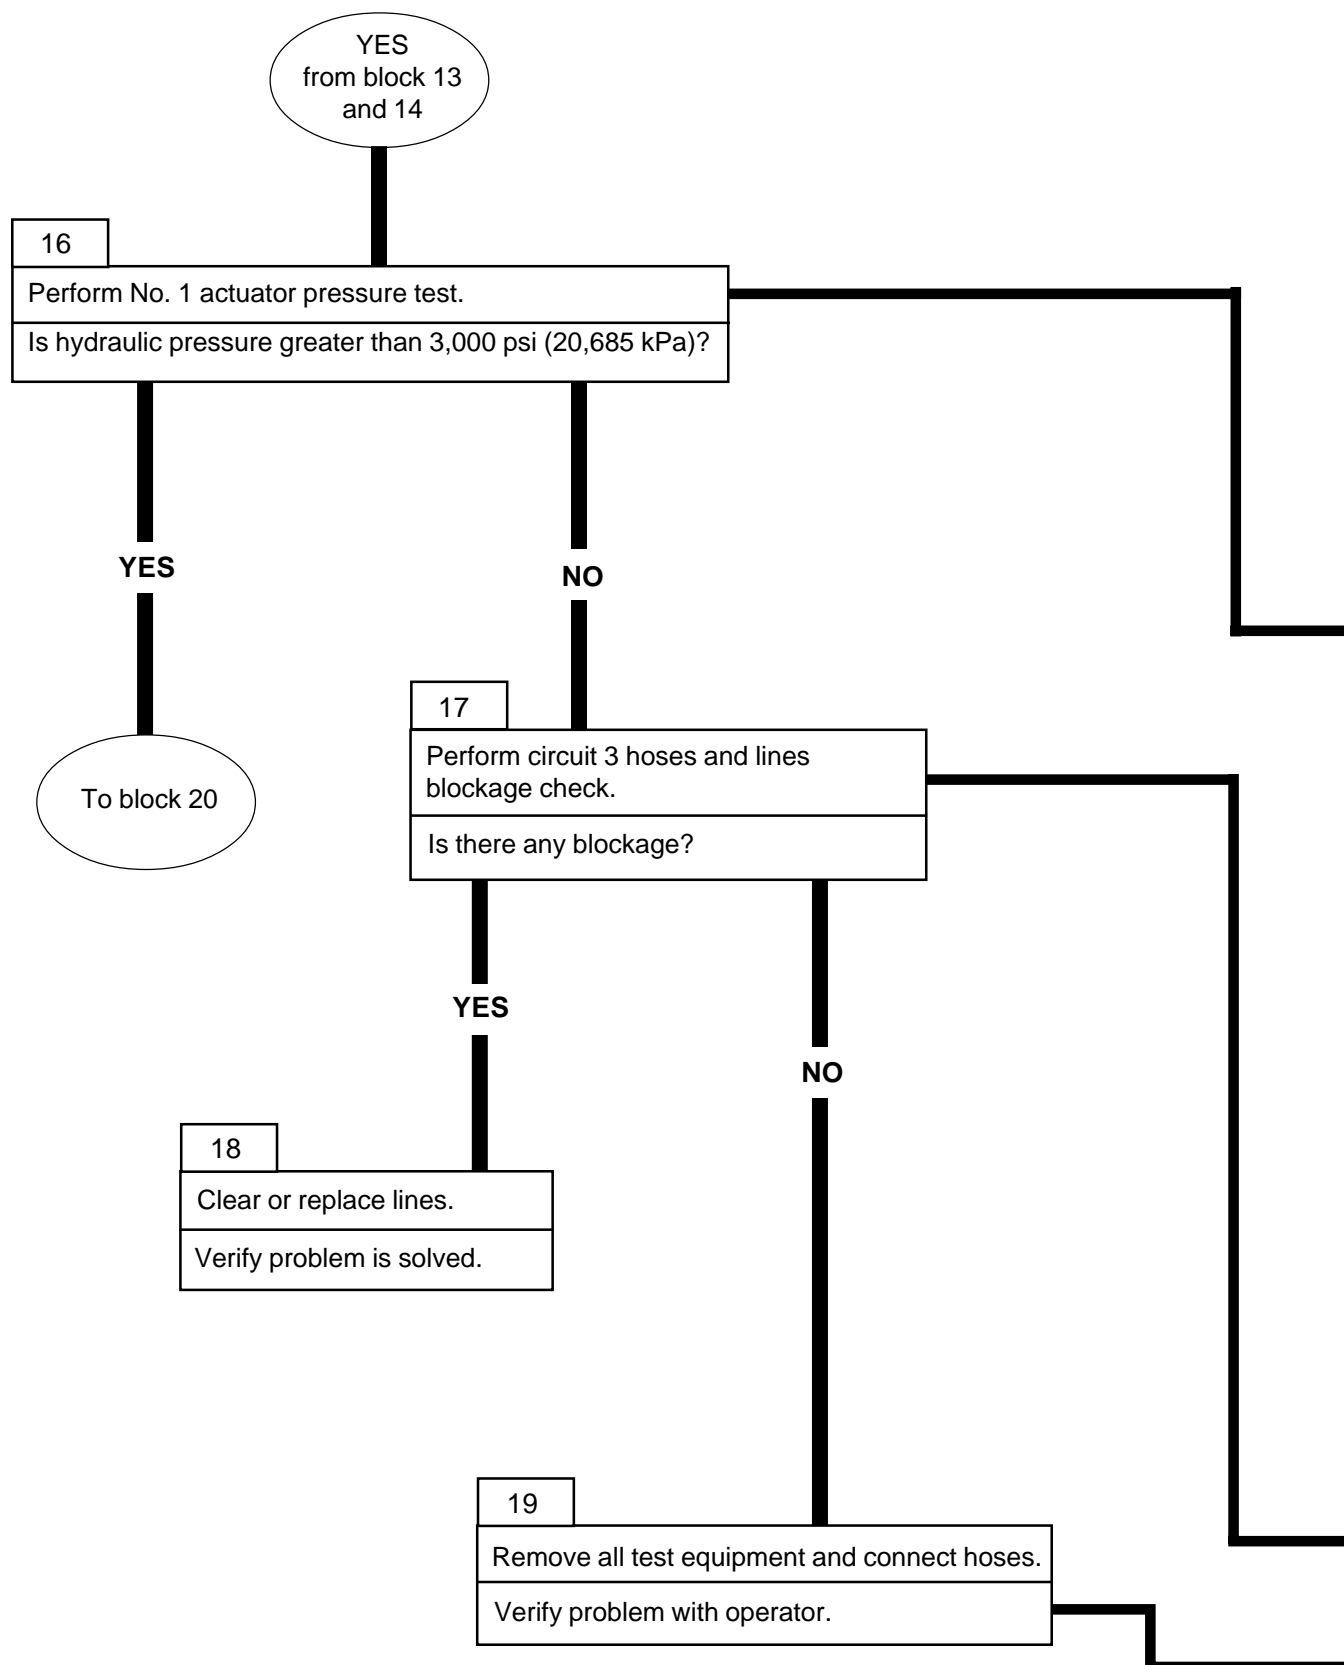 YES
from block 13
and 14
16
Perform No. 1 actuator pressure test.
Is hydraulic pressure greater than 3,000 psi (20,685 kPa)?
YES
NO
To block 20
17
Perform circuit 3 hoses and lines
blockage check.
Is there any blockage?
YES
NO
18
Clear or replace lines.
Verify problem is solved.
19
Remove all test equipment and connect hoses.
Verify problem with operator.